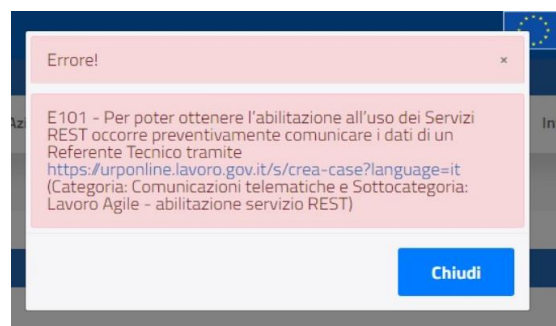 Errore!
×
E101 - Per poter ottenere l'abilitazione all'uso dei Servizi
REST occorre preventivamente comunicare i dati di un
Referente Tecnico tramite
https://urponline.lavoro.gov.it/s/crea-case?language=it
(Categoria: Comunicazioni telematiche e Sottocategoria:
Lavoro Agile - abilitazione servizio REST)
Chiudi